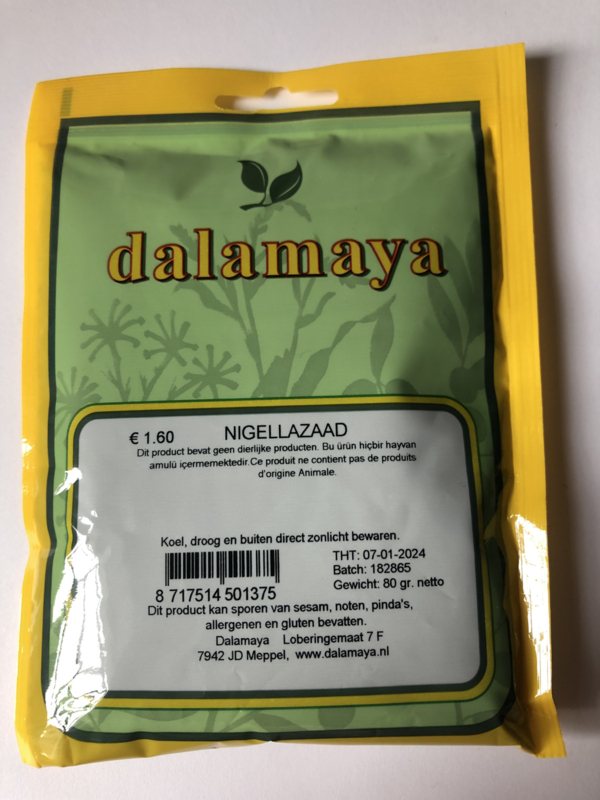 dalamaya
€ 1.60 NIGELLAZAAD
Dit product bevat geen dierlijke producten. Bu ürün hiçbir hayvan
amulü içermemektedir.Ce produit ne contient pas de produits
d'origine Animale.
Koel, droog en buiten direct zonlicht bewaren.
THT: 07-01-2024
Batch: 182865
Gewicht: 80 gr. netto
8 717514 501375
Dit product kan sporen van sesam, noten, pinda's,
allergenen en gluten bevatten.
Dalamaya Loberingemaat 7 F
7942 JD Meppel, www.dalamaya.nl